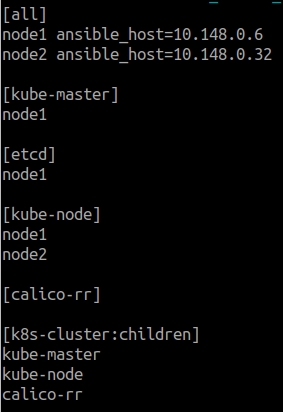 [all]
node1 ansible_host=10.148.0.6
node2 ansible_host=10.148.0.32
[kube-master]
node1
[etcd]
node1
[kube-node]
node1
node2
[calico-rr]
[k8s-cluster:children]
kube-master
kube-node
calico-rr